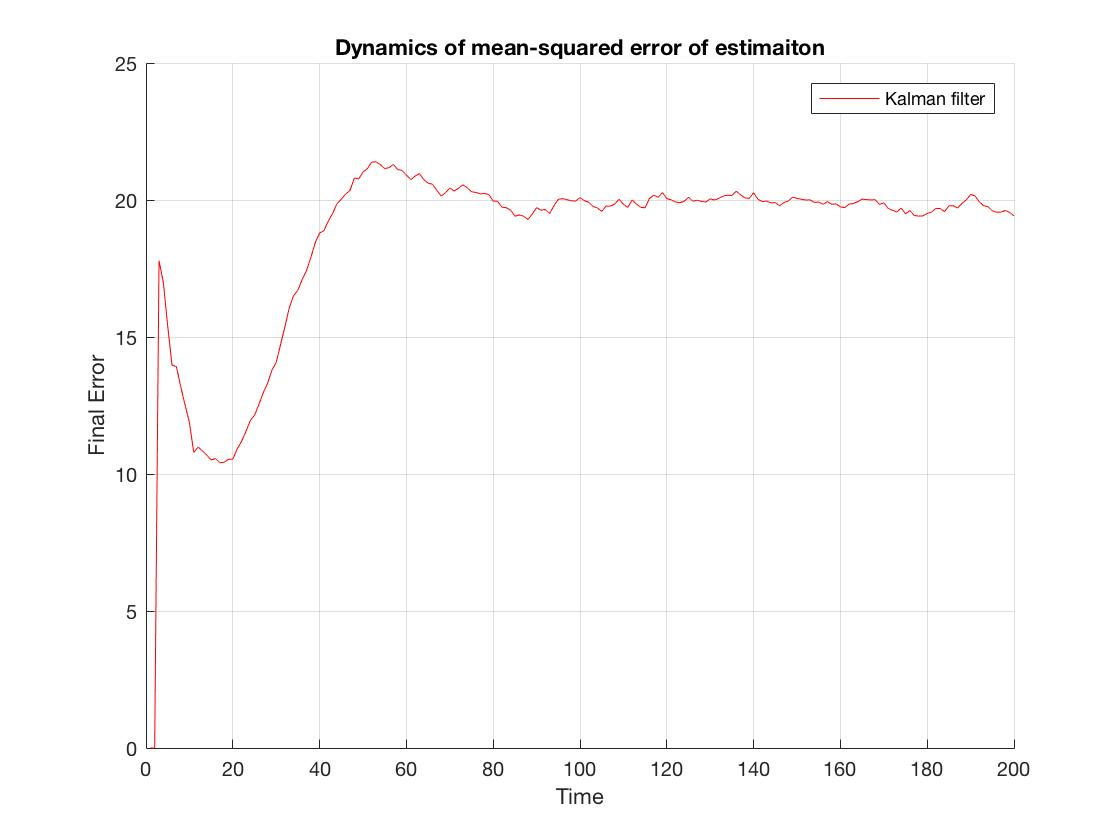 Dynamics of mean-squared error of estimaiton
Kalman filter
25
20
15
10
5
0
Final Error
0 20 40 60 80 100 120 140 160 180 200
Time